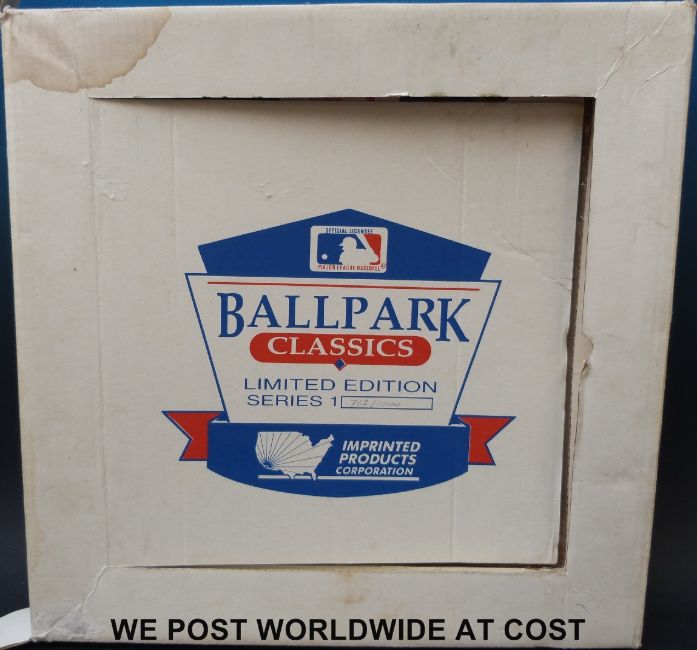 OFFICIAL LICENSEE
MAJOR LEAGUE BASEBALL®
BALLPARK
CLASSICS
LIMITED EDITION
SERIES 1
IMPRINTED
PRODUCTS
CORPORATION
WE POST WORLDWIDE AT COST